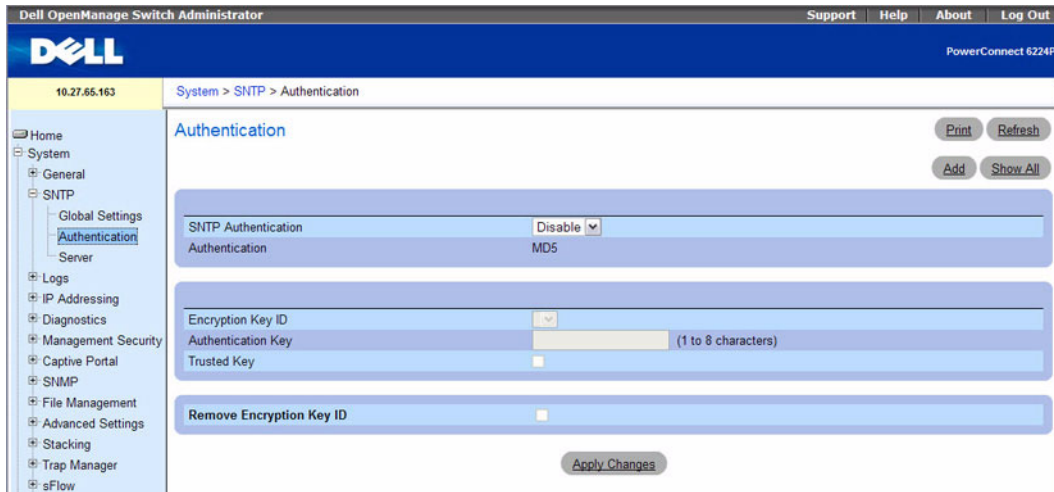 Dell OpenManage Switch Administrator
Support Help About Log Out
DELL
PowerConnect 6224P
10.27.65.163
System > SNTP > Authentication
Home
System
General
SNTP
Global Settings
Authentication
Server
Logs
IP Addressing
Diagnostics
Management Security
Captive Portal
SNMP
File Management
Advanced Settings
Stacking
Trap Manager
sFlow
Authentication
Print Refresh
Add Show All
SNTP Authentication Disable
Authentication MD5
Encryption Key ID
Authentication Key (1 to 8 characters)
Trusted Key
Remove Encryption Key ID
Apply Changes